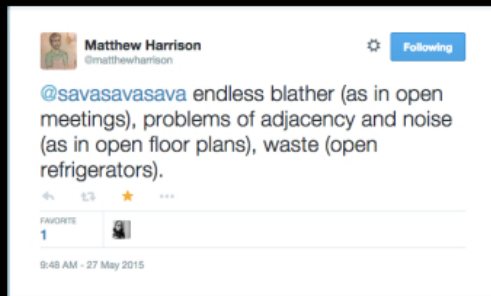 Matthew Harrison
@matthewharrison
Following
@savasavasava endless blather (as in open
meetings), problems of adjacency and noise
(as in open floor plans), waste (open
refrigerators).
FAVORITE
1
9:48 AM - 27 May 2015